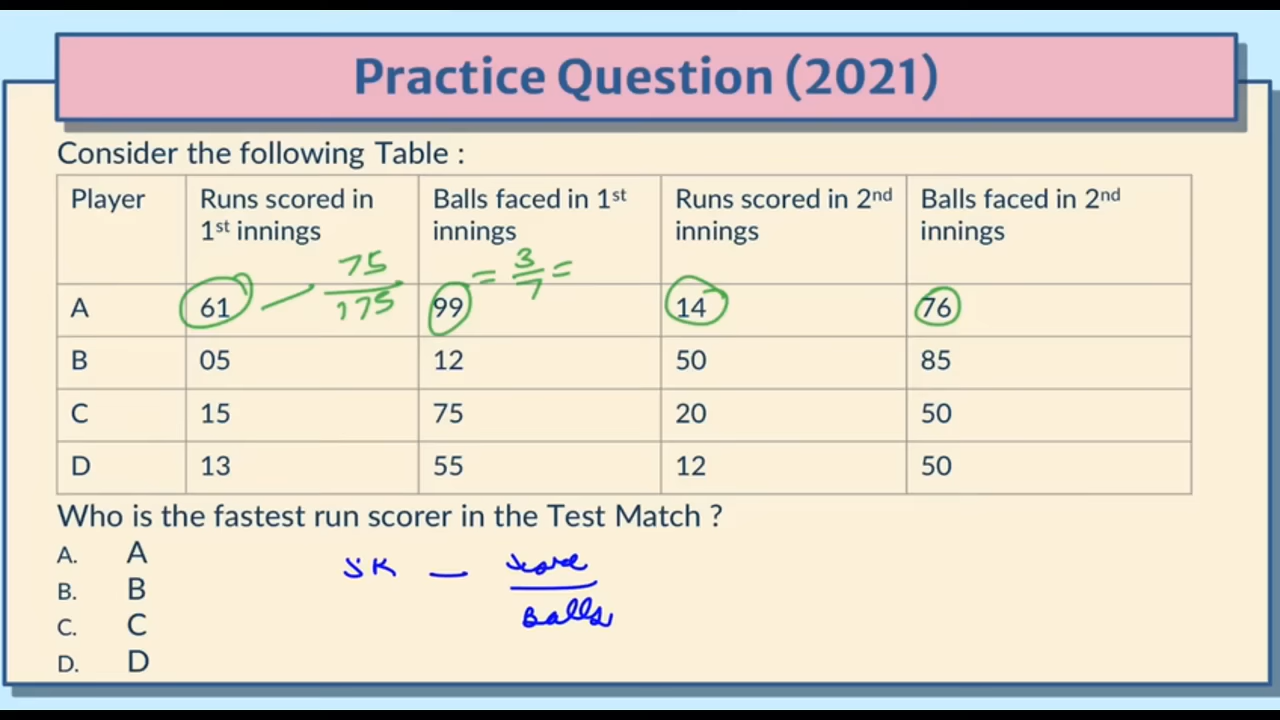 Practice Question (2021)
Consider the following Table :
Player Runs scored in 1st innings Balls faced in 1st innings Runs scored in 2nd innings Balls faced in 2nd innings
75
175
= 3/7 =
A 61 99 14 76
B 05 12 50 85
C 15 75 20 50
D 13 55 12 50
Who is the fastest run scorer in the Test Match ?
A. A
B. B
C. C
D. D
Score
Balls